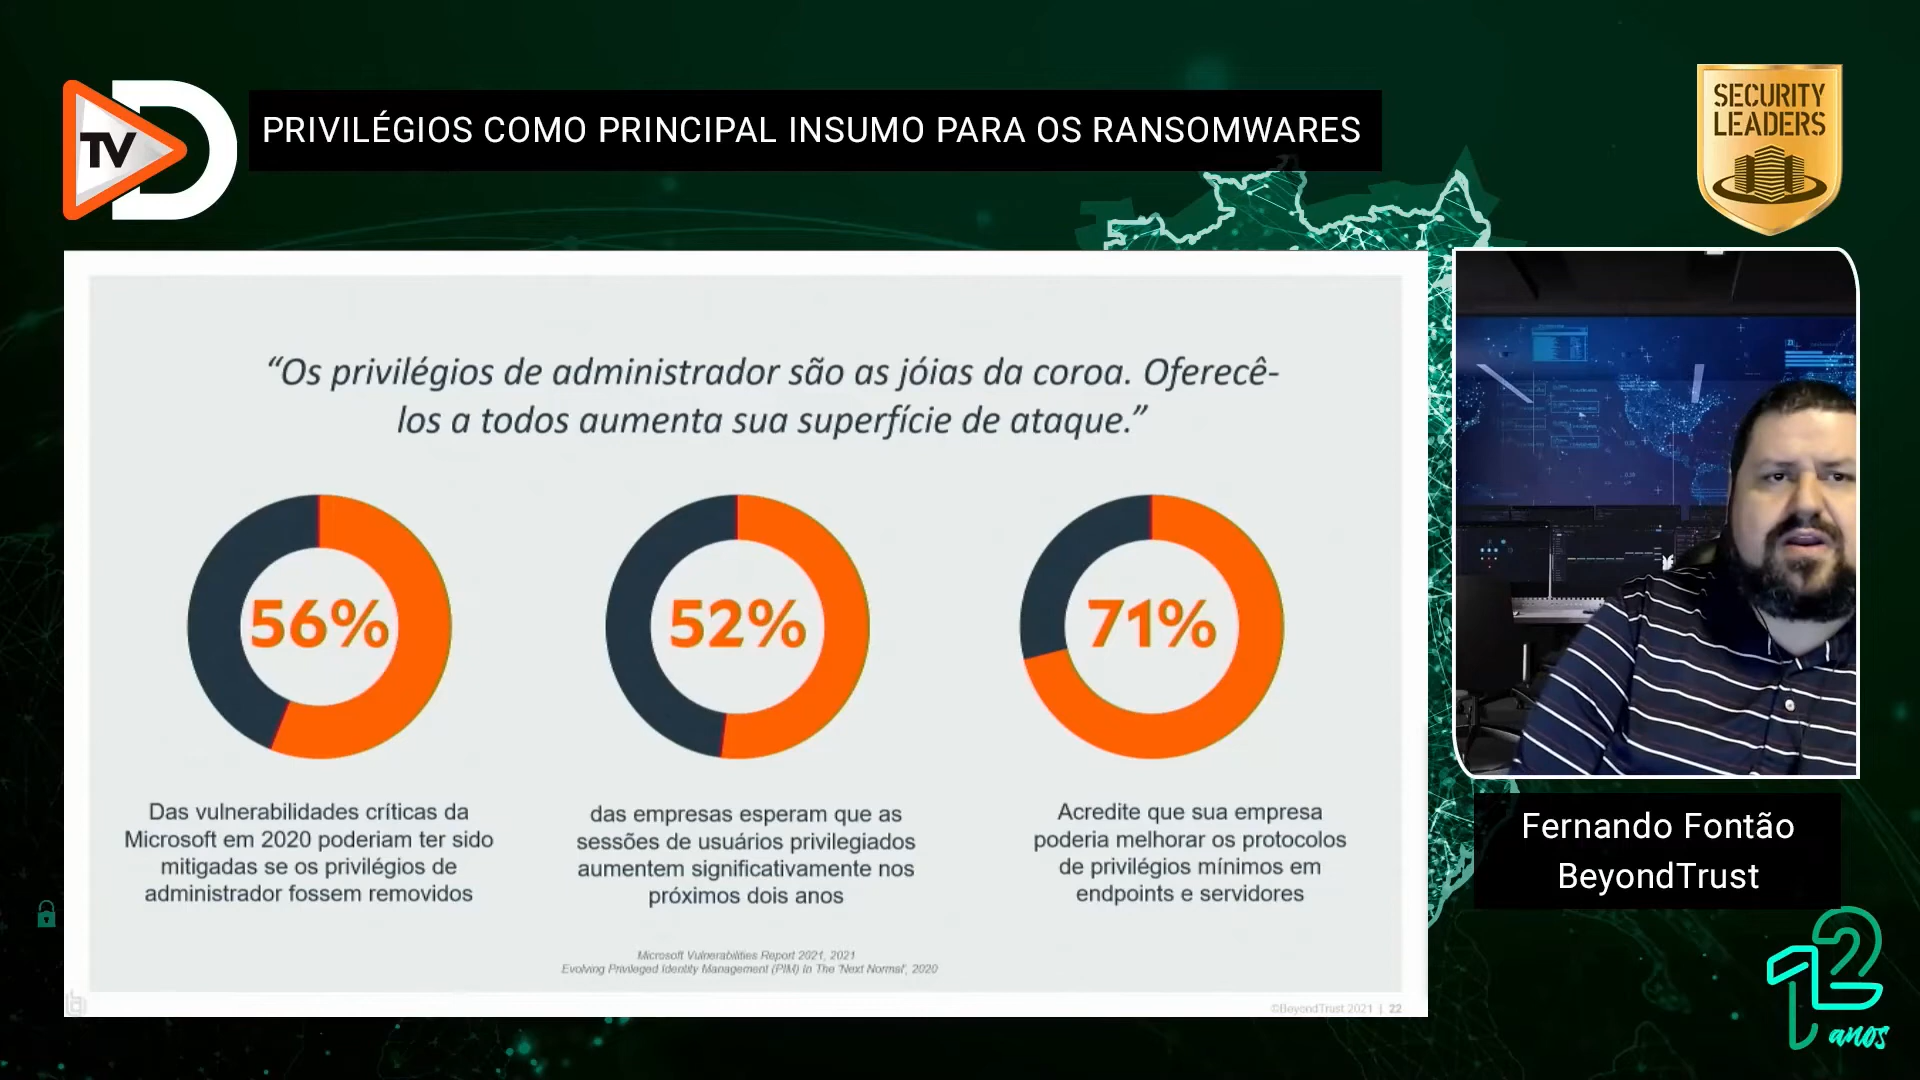 TV D
PRIVILÉGIOS COMO PRINCIPAL INSUMO PARA OS RANSOMWARES
SECURITY
LEADERS
“Os privilégios de administrador são as jóias da coroa. Oferecê-
los a todos aumenta sua superfície de ataque.”
56%
52%
71%
Das vulnerabilidades críticas da
Microsoft em 2020 poderiam ter sido
mitigadas se os privilégios de
administrador fossem removidos
das empresas esperam que as
sessões de usuários privilegiados
aumentem significativamente nos
próximos dois anos
Acredite que sua empresa
poderia melhorar os protocolos
de privilégios mínimos em
endpoints e servidores
Microsoft Vulnerabilities Report 2021, 2021
Evolving Privileged Identity Management (PIM) In The 'Next Normal', 2020
©BeyondTrust 2021 | 22
Fernando Fontão
BeyondTrust
12
anos